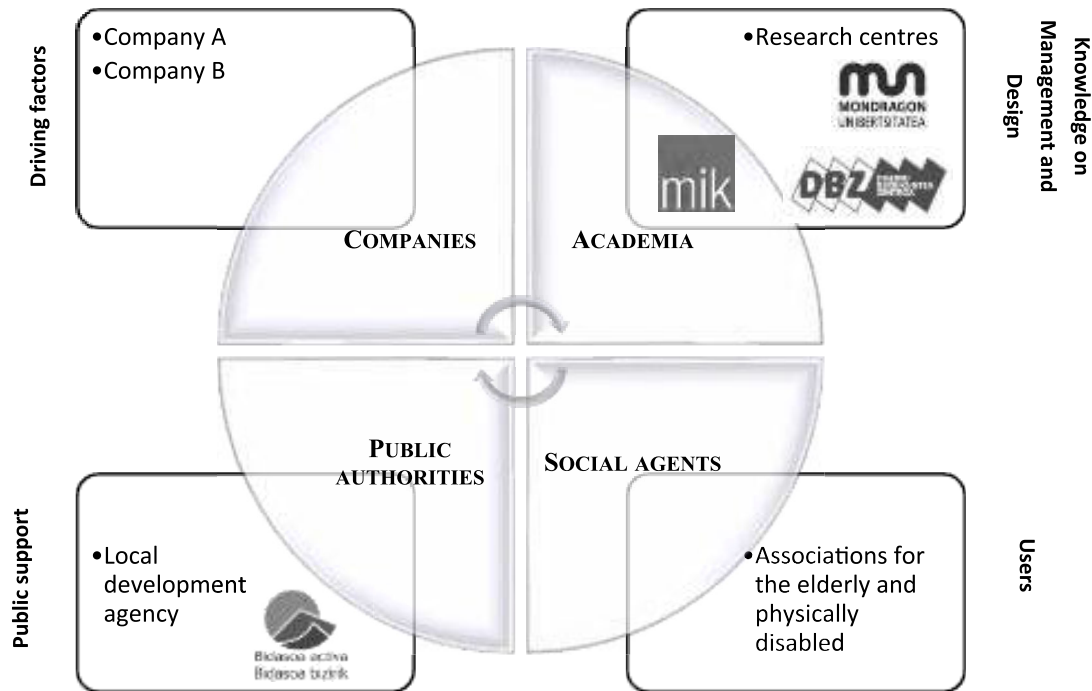 Driving factors
•Company A
•Company B
COMPANIES
•Research centres
MONDRAGON
UNIBERTSITATEA
mik
DBZ
ACADEMIA
Knowledge on
Management and
Design
Public support
PUBLIC
AUTHORITIES
•Local
development
agency
Bidasoa activa
Bidasoa bizirik
SOCIAL AGENTS
•Associations for
the elderly and
physically
disabled
Users